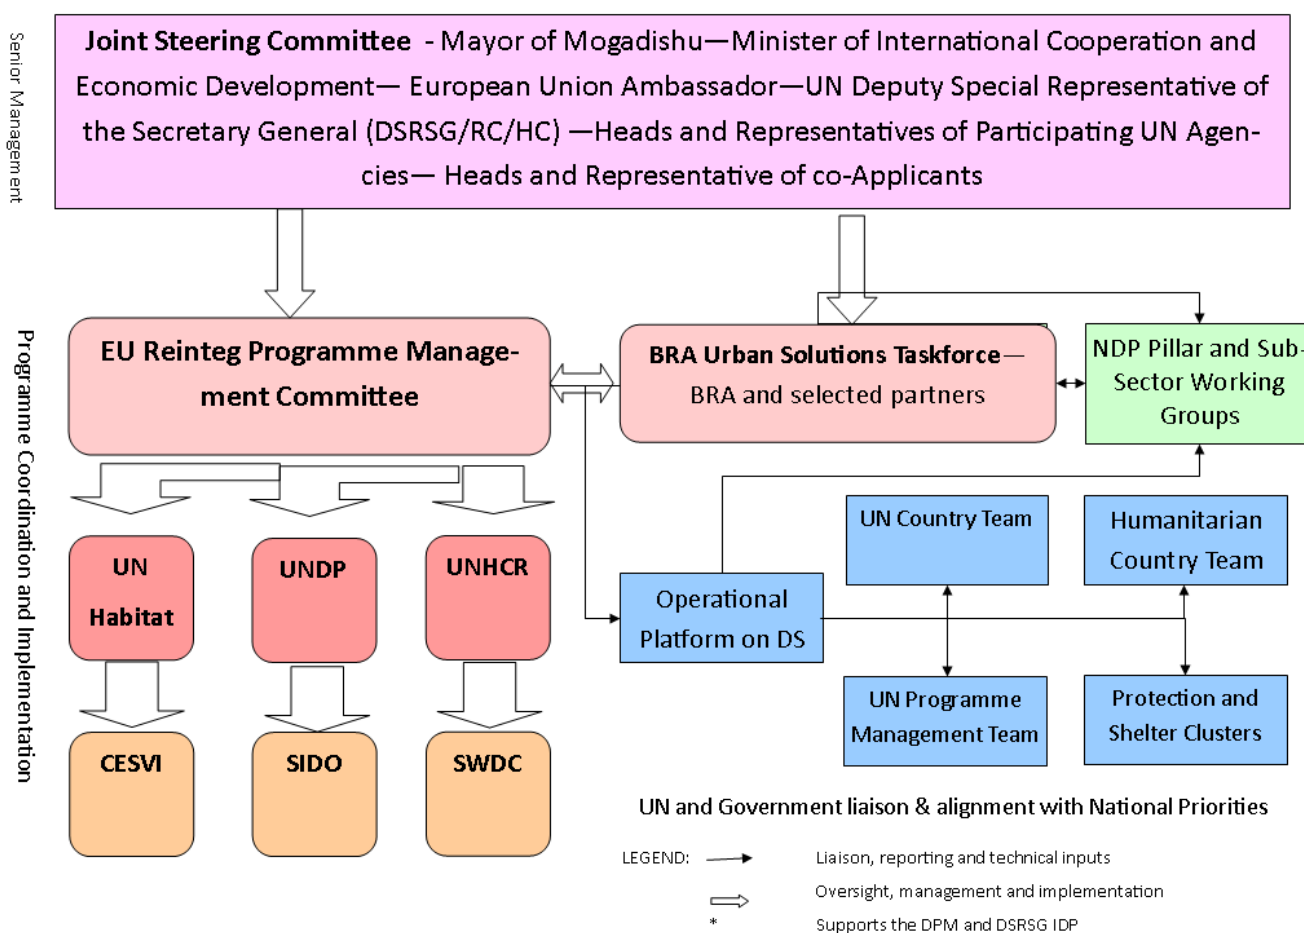 Senior Management
Joint Steering Committee - Mayor of Mogadishu—Minister of International Cooperation and
Economic Development— European Union Ambassador—UN Deputy Special Representative of
the Secretary General (DSRSG/RC/HC) —Heads and Representatives of Participating UN Agen-
cies— Heads and Representative of co-Applicants
Programme Coordination and Implementation
EU Reinteg Programme Manage-
ment Committee
BRA Urban Solutions Taskforce—
BRA and selected partners
NDP Pillar and Sub-
Sector Working
Groups
UN
Habitat
UNDP
UNHCR
CESVI
SIDO
SWDC
Operational
Platform on DS
UN Country Team
Humanitarian
Country Team
UN Programme
Management Team
Protection and
Shelter Clusters
UN and Government liaison & alignment with National Priorities
LEGEND:
Liaison, reporting and technical inputs
Oversight, management and implementation
* Supports the DPM and DSRSG IDP